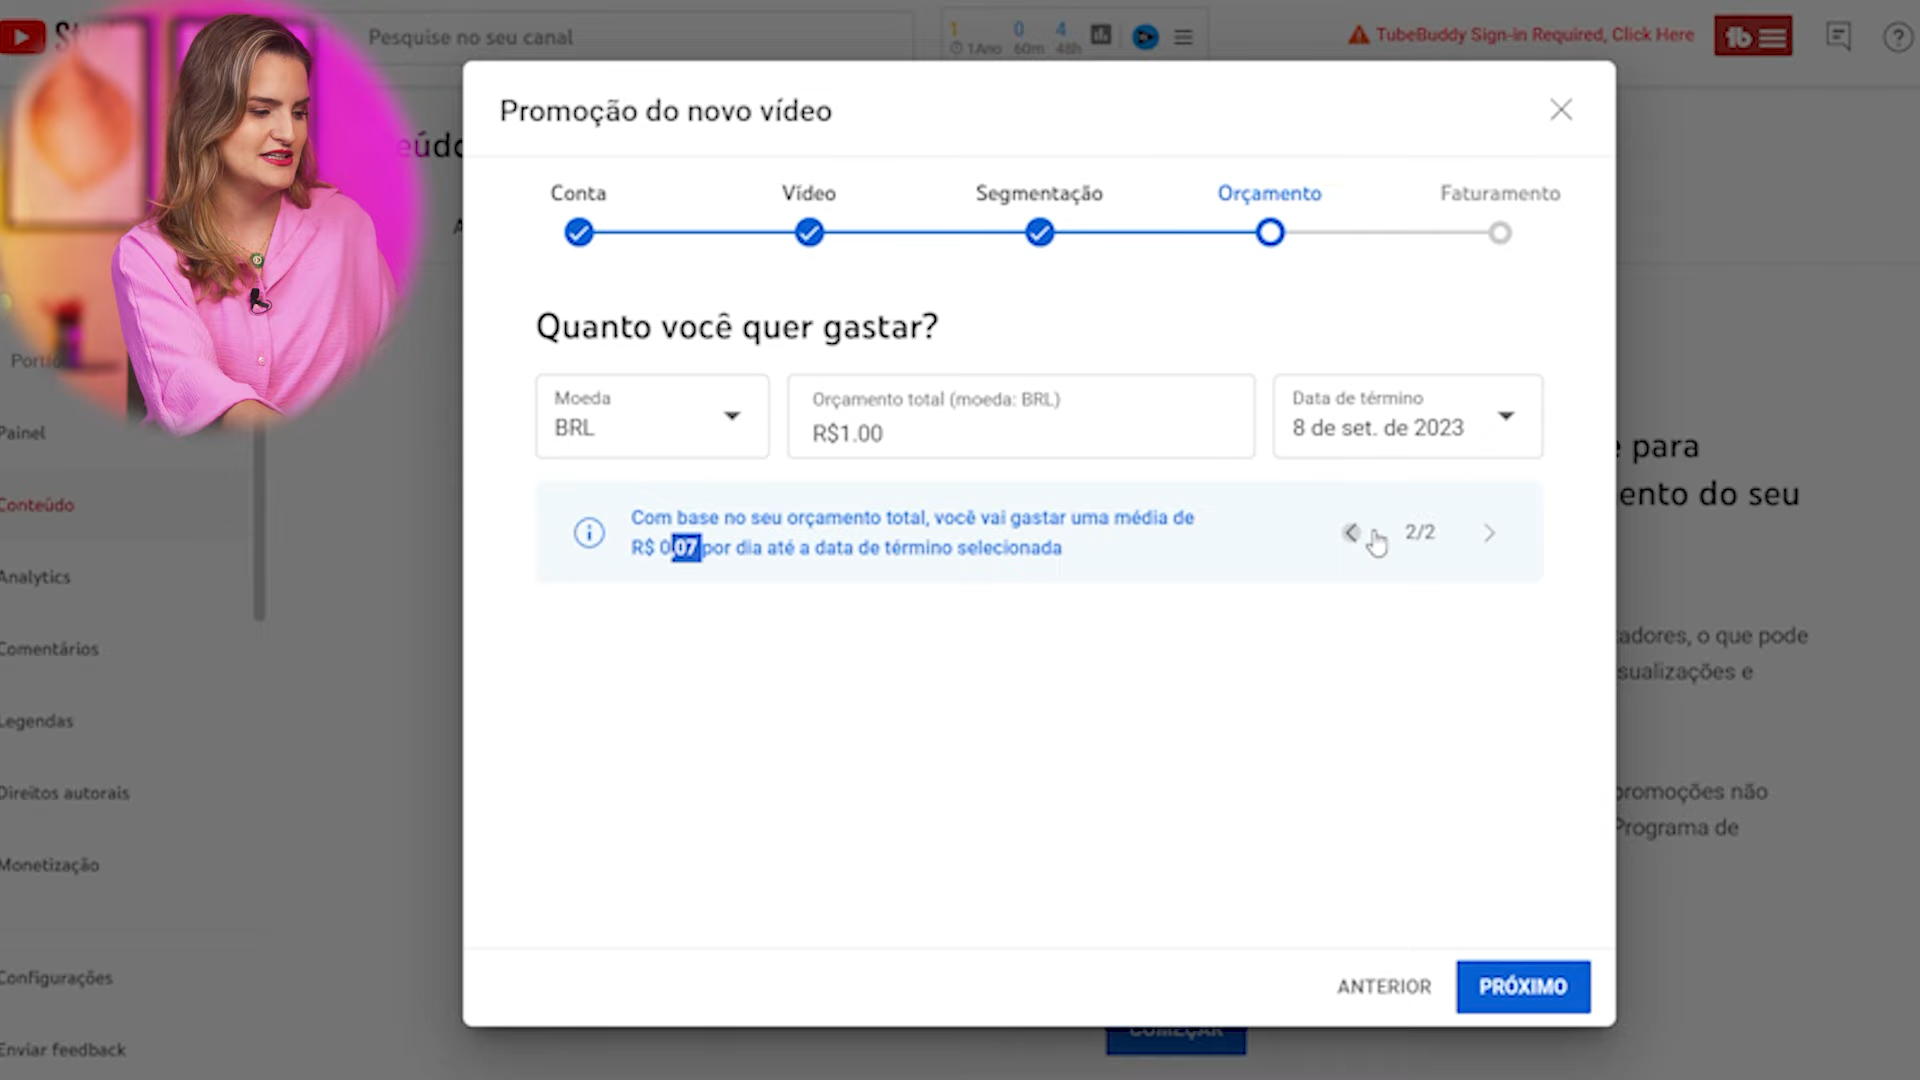 Pesquise no seu canal
1 0 4
1Ano 60m 48h
TubeBuddy Sign-in Required, Click Here
tb
Promoção do novo vídeo
Conta
Vídeo
Segmentação
Orçamento
Faturamento
Quanto você quer gastar?
Moeda
BRL
Orçamento total (moeda: BRL)
R$1.00
Data de término
8 de set. de 2023
Com base no seu orçamento total, você vai gastar uma média de
R$ 0,07 por dia até a data de término selecionada
2/2
ANTERIOR
PRÓXIMO
COMEÇAR
Painel
Conteúdo
Analytics
Comentários
Legendas
Direitos autorais
Monetização
Configurações
Enviar feedback
para
ento do seu
adores, o que pode
sualizações e
promoções não
Programa de